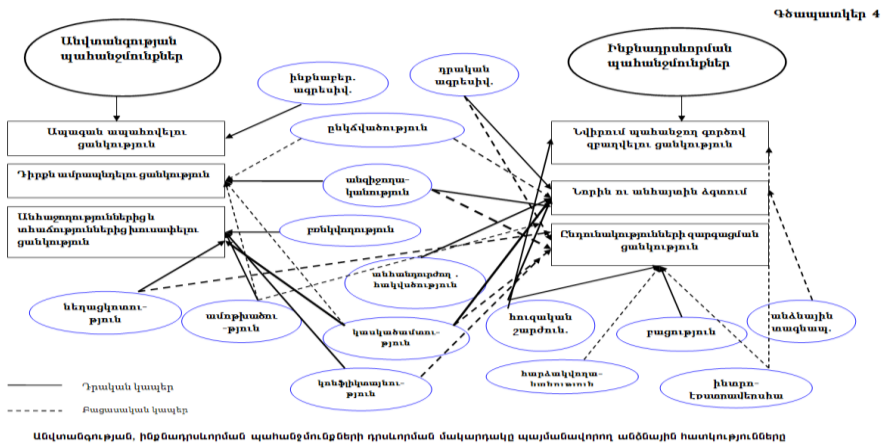 Գծապատկեր 4
Անվտանգության
պահանջմունքներ
Ինքնադրսևորման
պահանջմունքներ
ինքնաբեր.
ագրեսիվ.
դրական
ագրեսիվ.
Ապագան ապահովելու
ցանկություն
ընկճվածություն
Նվիրում պահանջող գործով
զբաղվելու ցանկություն
Դիրքն ամրապնդելու ցանկություն
անզիջողա-
կանություն
Նորին ու անհայտին ձգտում
Անհաջողություններից և
տհաճություններից խուսափելու
ցանկություն
բռնկվողություն
Ընդունակությունների զարգացման
ցանկություն
անհանդուրժող .
հակվածություն
նեղացկոտու-
թյուն
ամոթխածու
-թյուն
կասկածամտու-
թյուն
հուզական
շարժուն.
բացություն
անձնային
տագնապ.
կոնֆլիկտայնու-
թյուն
հարձակվողա-
կանություն
ինտրո-
էքստրավերսիա
Դրական կապեր
Բացասական կապեր
Անվտանգության, ինքնադրսևորման պահանջմունքների դրսևորման մակարդակը պայմանավորող անձնային հատկությունները